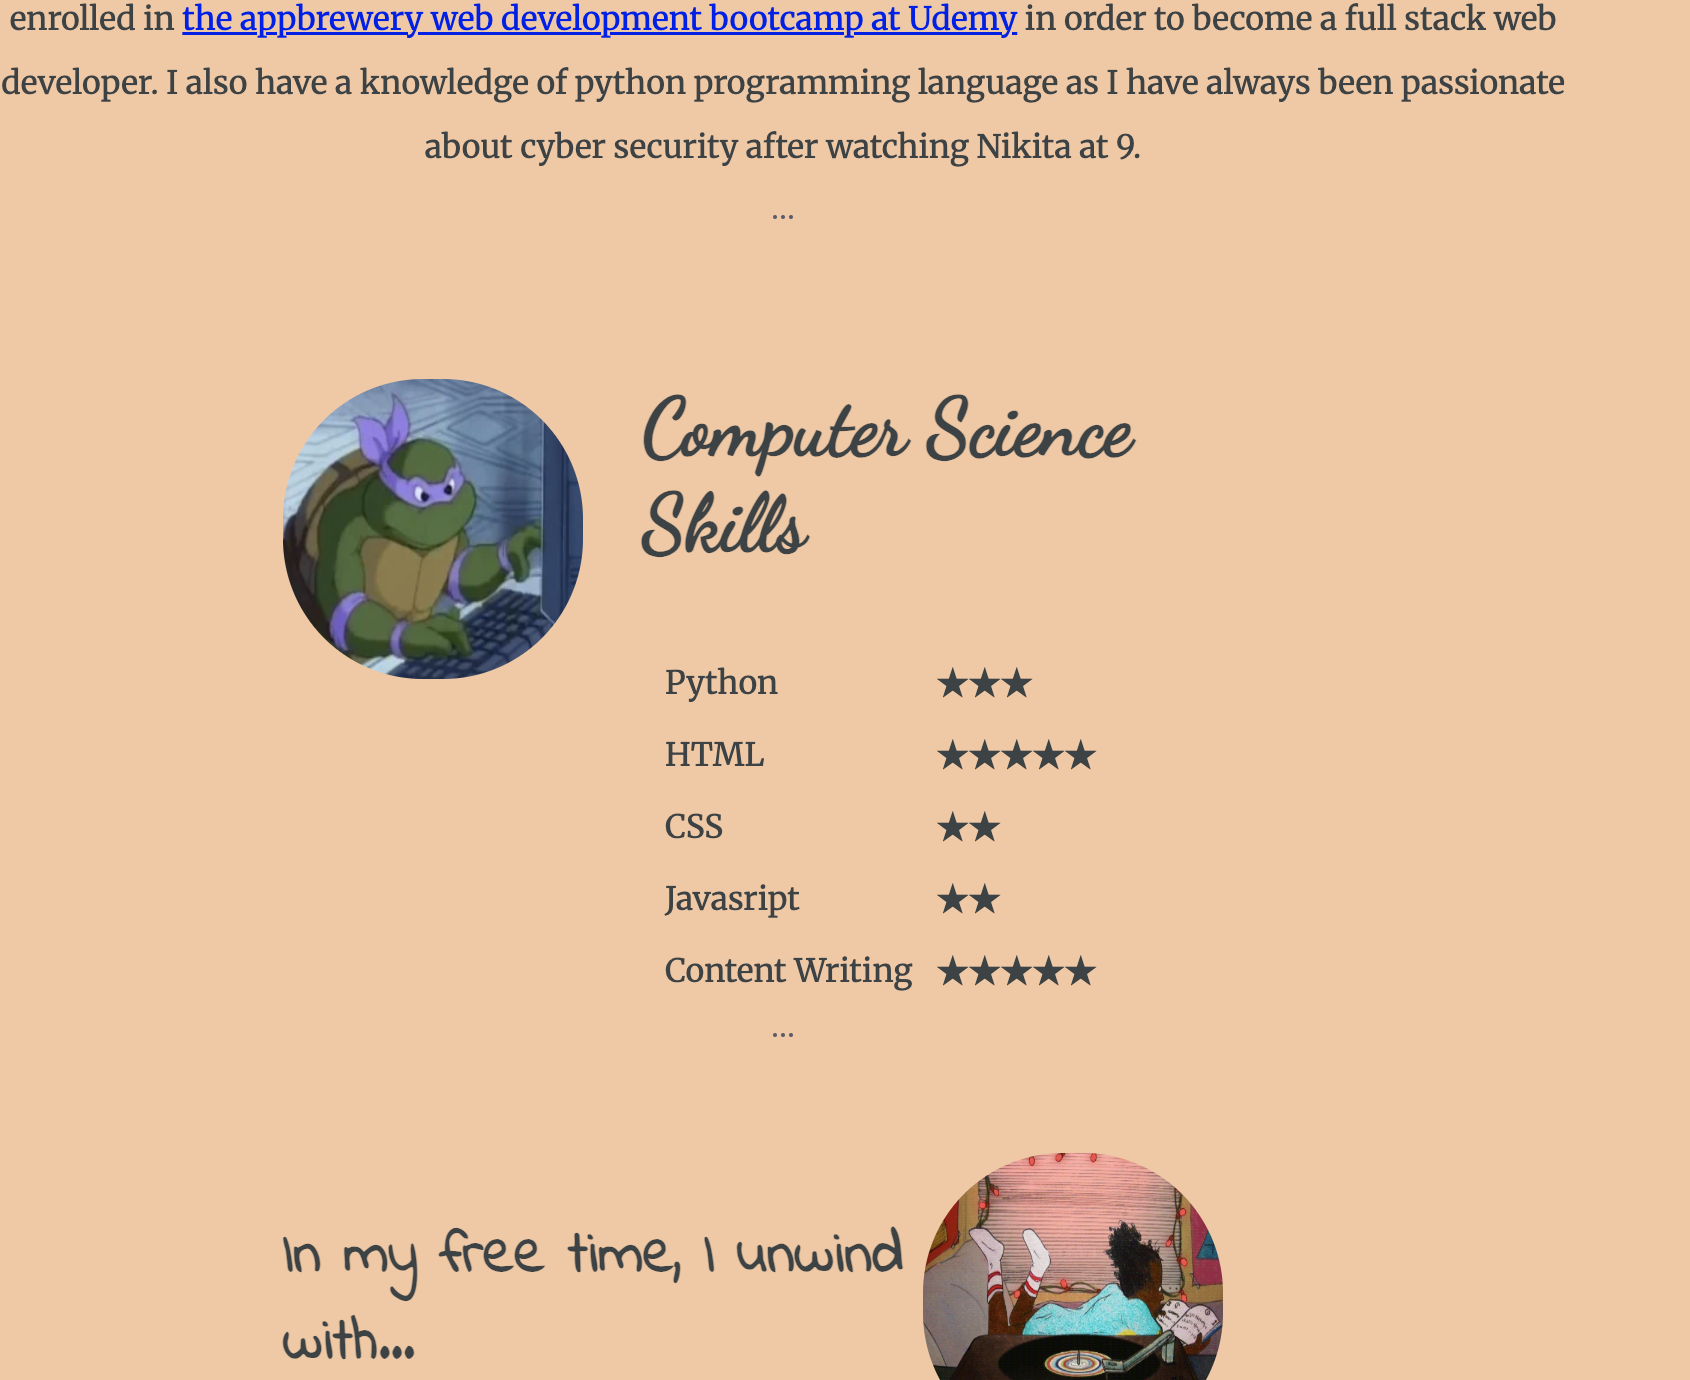 enrolled in the appbrewery web development bootcamp at Udemy in order to become a full stack web
developer. I also have a knowledge of python programming language as I have always been passionate
about cyber security after watching Nikita at 9.
...
Computer Science
Skills
Python ★★★
HTML ★★★★★
CSS ★★
Javasript ★★
Content Writing ★★★★★
...
In my free time, I unwind
with...